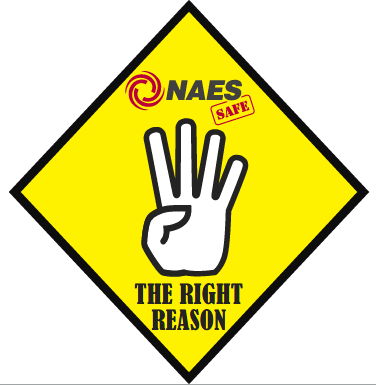 NAES
SAFE
THE RIGHT
REASON